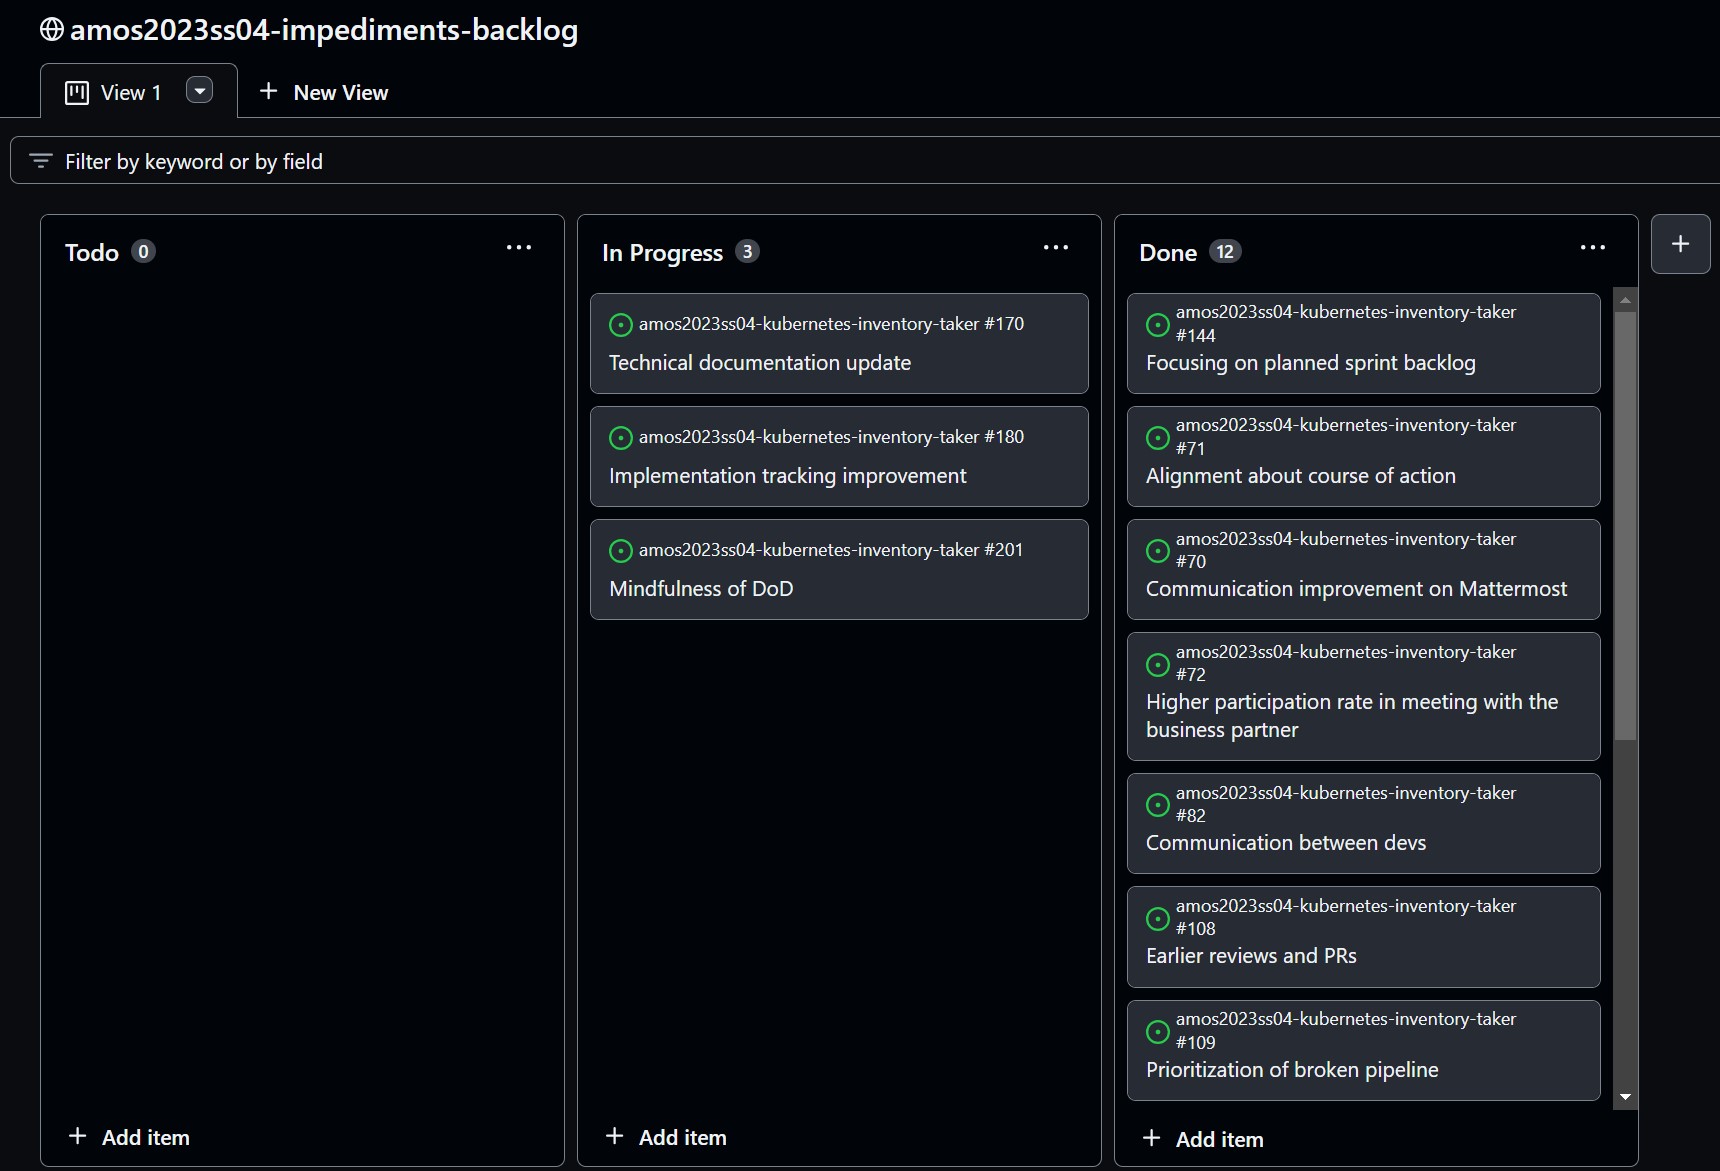 amos2023ss04-impediments-backlog
View 1
New View
Filter by keyword or by field
Todo 0
Add item
In Progress 3
amos2023ss04-kubernetes-inventory-taker #170
Technical documentation update
amos2023ss04-kubernetes-inventory-taker #180
Implementation tracking improvement
amos2023ss04-kubernetes-inventory-taker #201
Mindfulness of DoD
Add item
Done 12
amos2023ss04-kubernetes-inventory-taker
#144
Focusing on planned sprint backlog
amos2023ss04-kubernetes-inventory-taker
#71
Alignment about course of action
amos2023ss04-kubernetes-inventory-taker
#70
Communication improvement on Mattermost
amos2023ss04-kubernetes-inventory-taker
#72
Higher participation rate in meeting with the
business partner
amos2023ss04-kubernetes-inventory-taker
#82
Communication between devs
amos2023ss04-kubernetes-inventory-taker
#108
Earlier reviews and PRs
amos2023ss04-kubernetes-inventory-taker
#109
Prioritization of broken pipeline
Add item